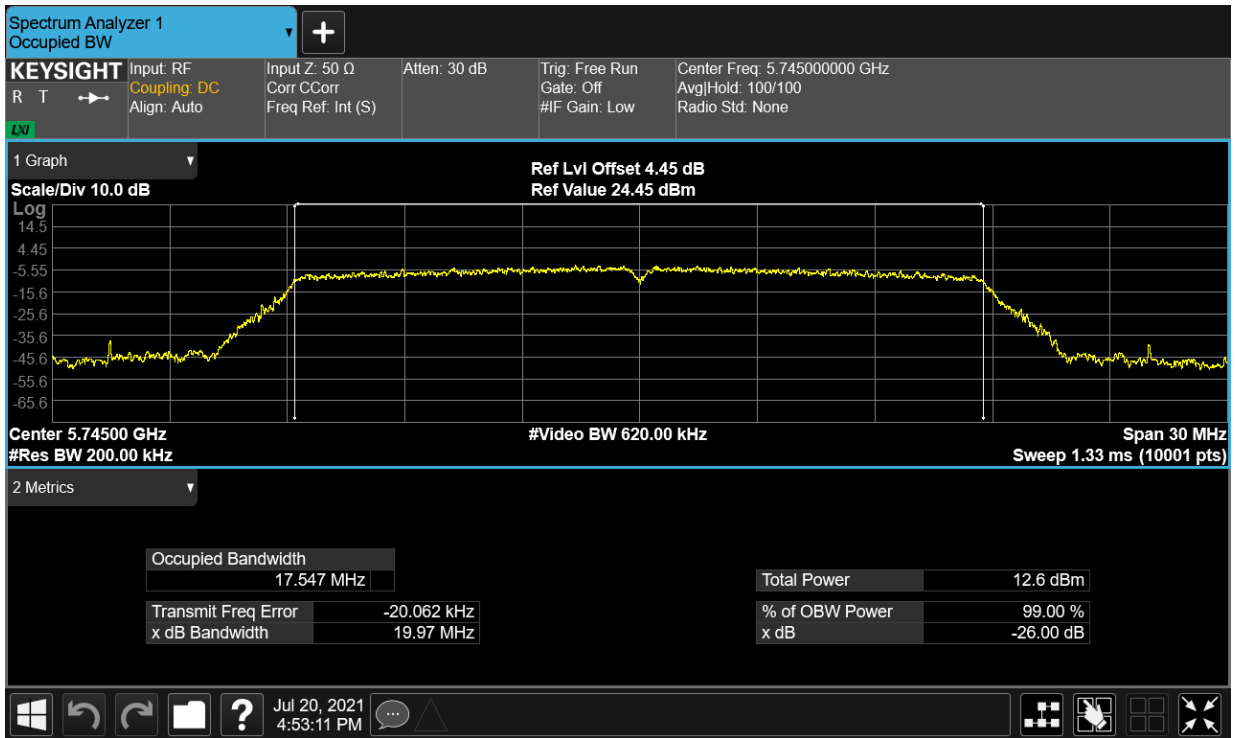 Spectrum Analyzer 1
Occupied BW
KEYSIGHT
R T
LXI
Input: RF
Coupling: DC
Align: Auto
Input Z: 50 Ω
Corr CCorr
Freq Ref: Int (S)
Atten: 30 dB
Trig: Free Run
Gate: Off
#IF Gain: Low
Center Freq: 5.745000000 GHz
Avg|Hold: 100/100
Radio Std: None
1 Graph
Ref Lvl Offset 4.45 dB
Scale/Div 10.0 dB
Ref Value 24.45 dBm
Log
14.5
4.45
-5.55
-15.6
-25.6
-35.6
-45.6
-55.6
-65.6
Center 5.74500 GHz
#Video BW 620.00 kHz
Span 30 MHz
#Res BW 200.00 kHz
Sweep 1.33 ms (10001 pts)
2 Metrics
Occupied Bandwidth
17.547 MHz
Total Power 12.6 dBm
Transmit Freq Error -20.062 kHz
% of OBW Power 99.00 %
x dB Bandwidth 19.97 MHz
x dB -26.00 dB
?
Jul 20, 2021
4:53:11 PM